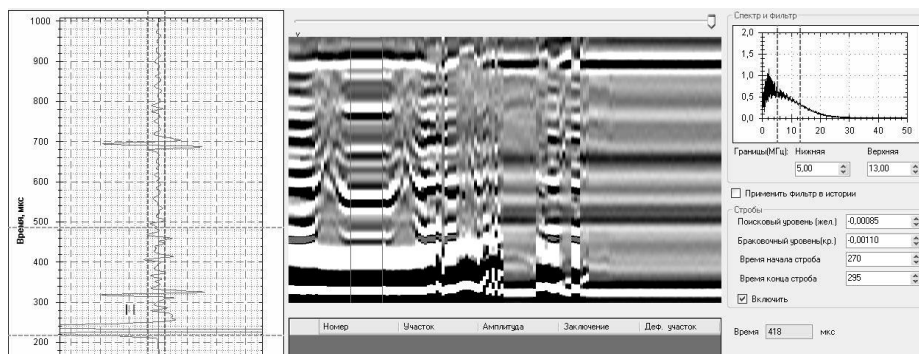 1000
900
800
700
600
500
400
300
200
Время, мкс
Номер
Участок
Амплитуда
Заключение
Деф. участок
Спектр и фильтр
2,0
1,5
1,0
0,5
0,0
0 10 20 30 40 50
Границы(МГц): Нижняя Верхняя
5,00 13,00
Применить фильтр в истории
Стробы
Поисковый уровень (жел.) -0,00085
Браковочный уровень(кр.) -0,00110
Время начала строба 270
Время конца строба 295
Включить
Время 418 мкс